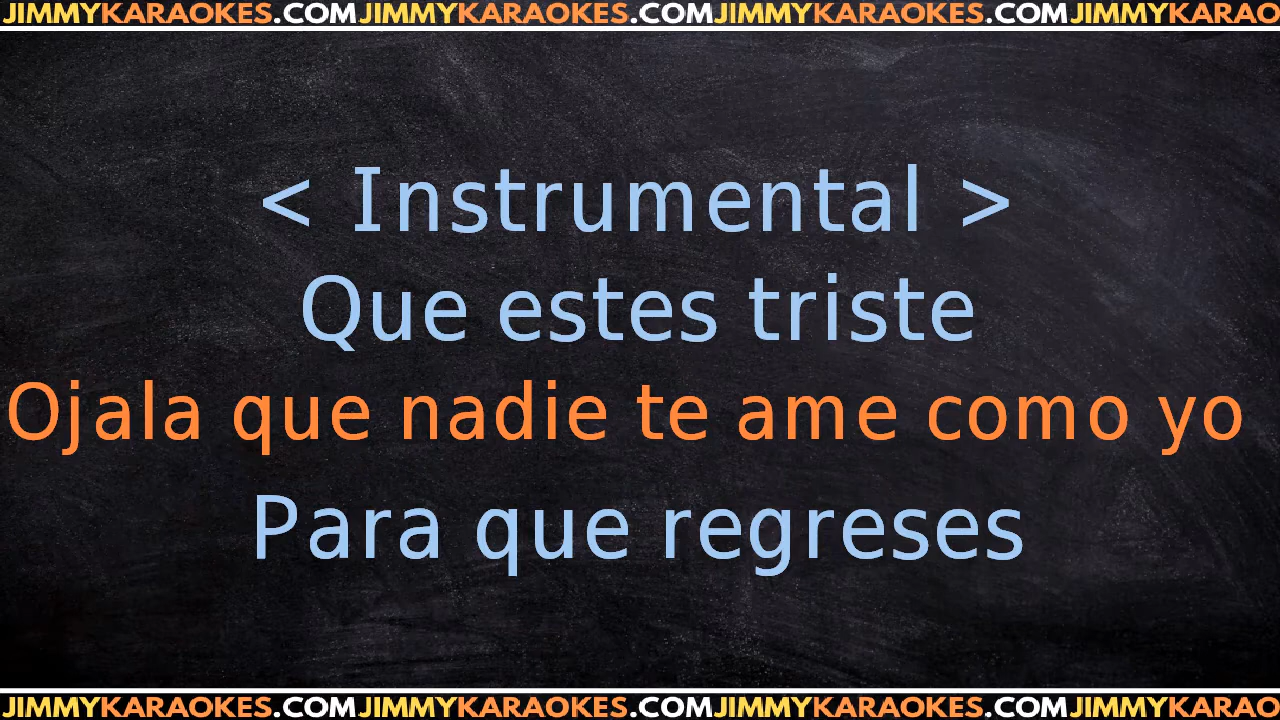 JIMMYKARAOKES.COMJIMMYKARAOKES.COMJIMMYKARAOKES.COMJIMMYKARAO
< Instrumental >
Que estes triste
Ojala que nadie te ame como yo
Para que regreses
JIMMYKARAOKES.COMJIMMYKARAOKES.COMJIMMYKARAOKES.COMJIMMYKARAO